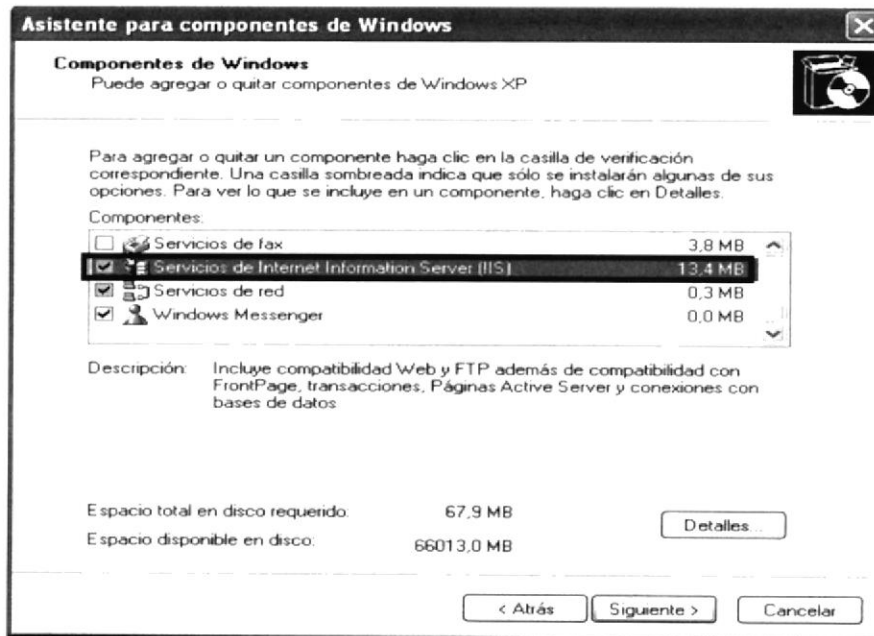 Asistente para componentes de Windows
Componentes de Windows
Puede agregar o quitar componentes de Windows XP
Para agregar o quitar un componente haga clic en la casilla de verificación
correspondiente. Una casilla sombreada indica que sólo se instalarán algunas de sus
opciones. Para ver lo que se incluye en un componente, haga clic en Detalles.
Componentes:
Servicios de fax 3,8 MB
Servicios de Internet Information Server (IIS) 13,4 MB
Servicios de red 0,3 MB
Windows Messenger 0,0 MB
Descripción: Incluye compatibilidad Web y FTP además de compatibilidad con
FrontPage, transacciones, Páginas Active Server y conexiones con
bases de datos
Espacio total en disco requerido: 67,9 MB
Espacio disponible en disco: 66013,0 MB
Detalles...
< Atrás Siguiente > Cancelar